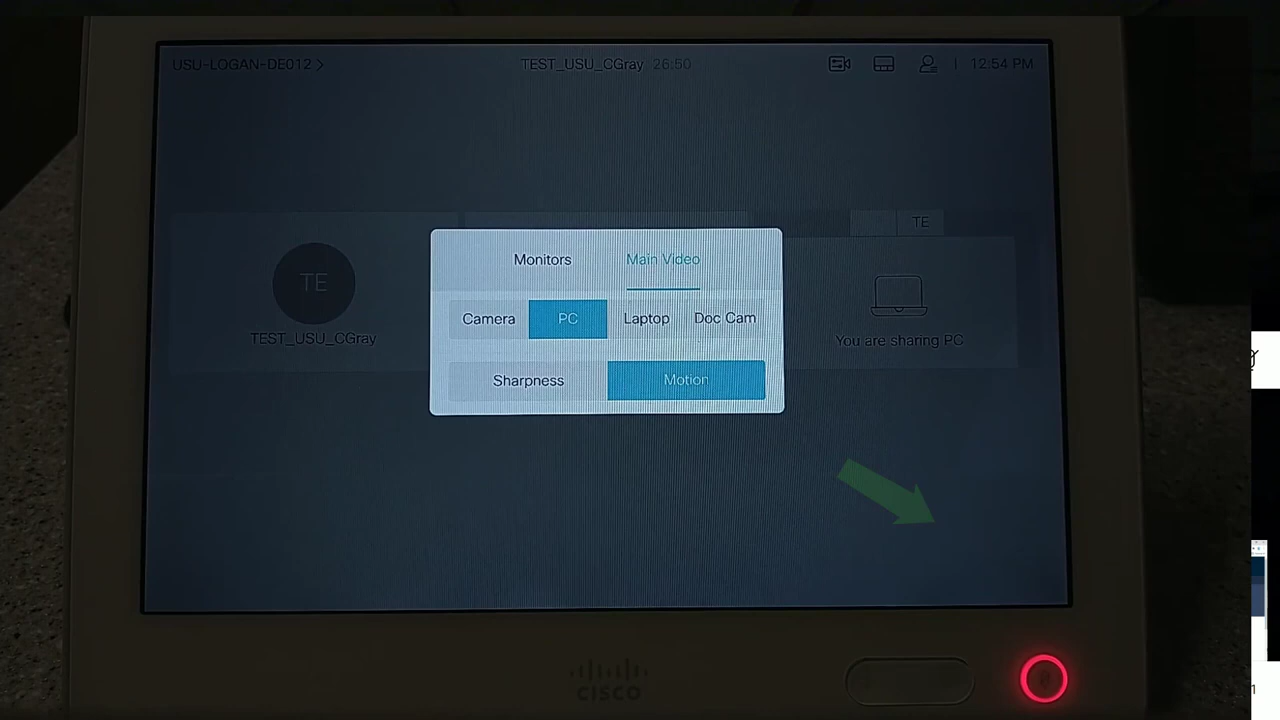 USU-LOGAN-DE012 >
TEST_USU_CGray 26:50
12:54 PM
TE
TE
TEST_USU_CGray
Monitors
Main Video
Camera
PC
Laptop
Doc Cam
Sharpness
Motion
You are sharing PC
CISCO
1